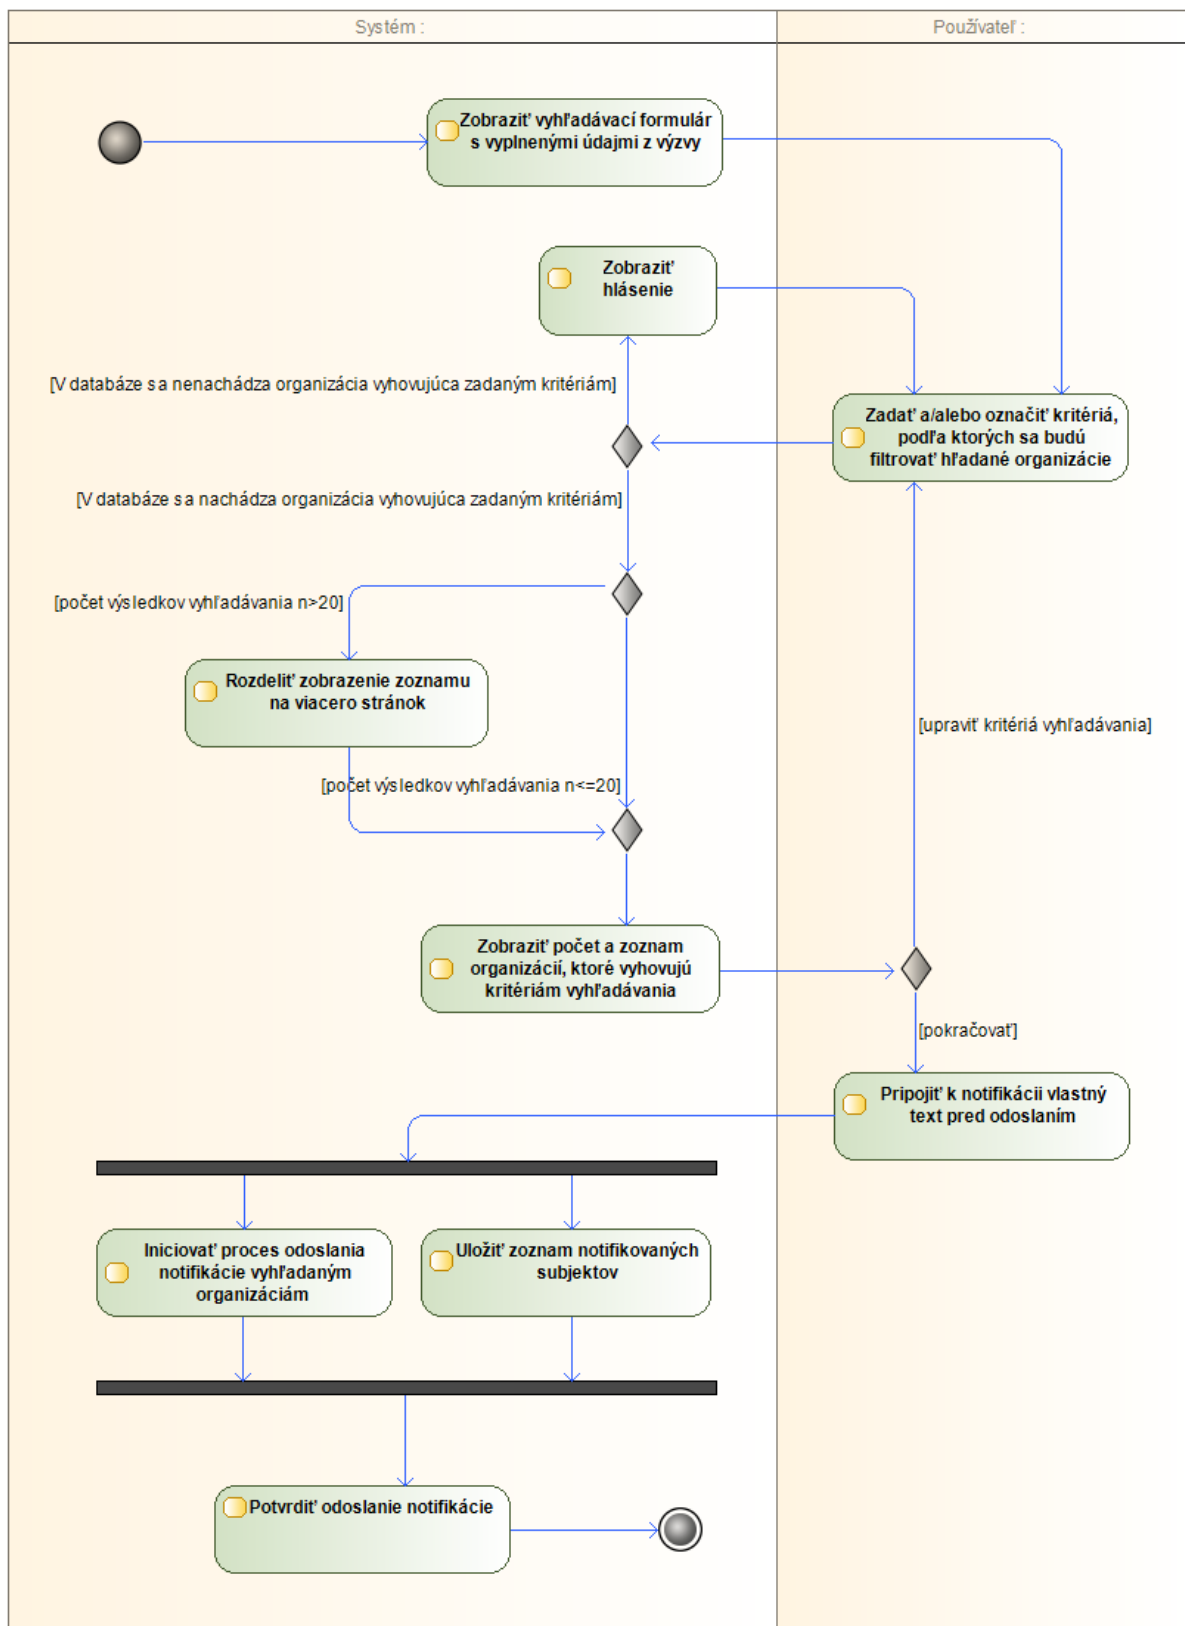 Systém :
Používateľ :
Zobraziť vyhľadávací formulár
s vyplnenými údajmi z výzvy
Zobraziť
hlásenie
[V databáze sa nenachádza organizácia vyhovujúca zadaným kritériám]
Zadať a/alebo označiť kritériá,
podľa ktorých sa budú
filtrovať hľadané organizácie
[V databáze sa nachádza organizácia vyhovujúca zadaným kritériám]
[počet výsledkov vyhľadávania n>20]
Rozdeliť zobrazenie zoznamu
na viacero stránok
[upraviť kritériá vyhľadávania]
[počet výsledkov vyhľadávania n<=20]
Zobraziť počet a zoznam
organizácií, ktoré vyhovujú
kritériám vyhľadávania
[pokračovať]
Pripojiť k notifikácii vlastný
text pred odoslaním
Iniciovať proces odoslania
notifikácie vyhľadaným
organizáciám
Uložiť zoznam notifikovaných
subjektov
Potvrdiť odoslanie notifikácie